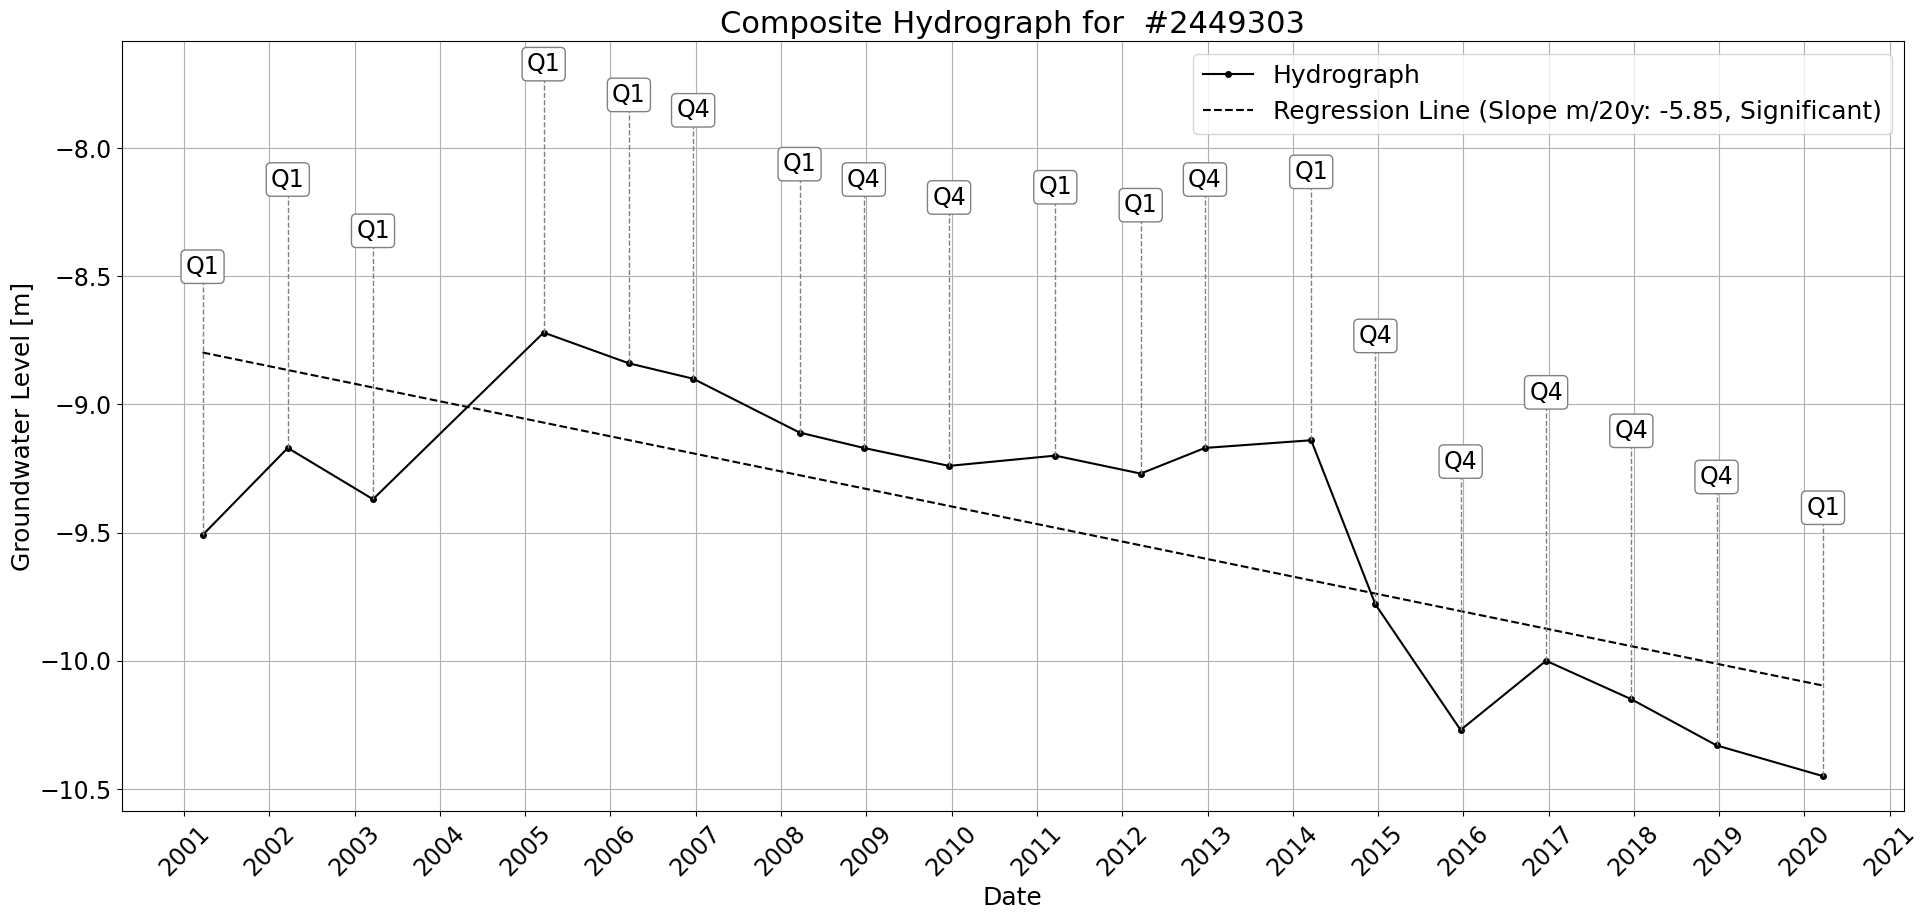 Composite Hydrograph for  #2449303
Hydrograph
Regression Line (Slope m/20y: -5.85, Significant)
Q1
Q1
Q1
Q1
Q1
Q4
Q1
Q4
Q4
Q1
Q1
Q4
Q1
Q4
Q4
Q4
Q4
Q4
Q1
Groundwater Level [m]
−8.0
−8.5
−9.0
−9.5
−10.0
−10.5
2001
2002
2003
2004
2005
2006
2007
2008
2009
2010
2011
2012
2013
2014
2015
2016
2017
2018
2019
2020
2021
Date